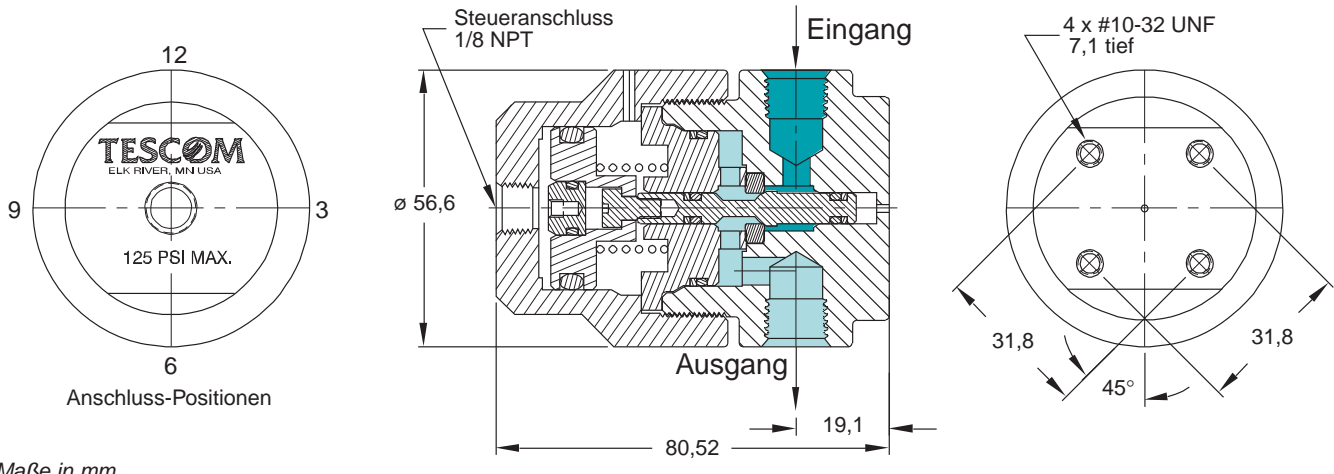 12
TESCOM
ELK RIVER, MN USA
9
3
125 PSI MAX.
6
Anschluss-Positionen
Steueranschluss
1/8 NPT
Eingang
ø 56,6
Ausgang
19,1
80,52
4 x #10-32 UNF
7,1 tief
31,8
31,8
45°
Maße in mm